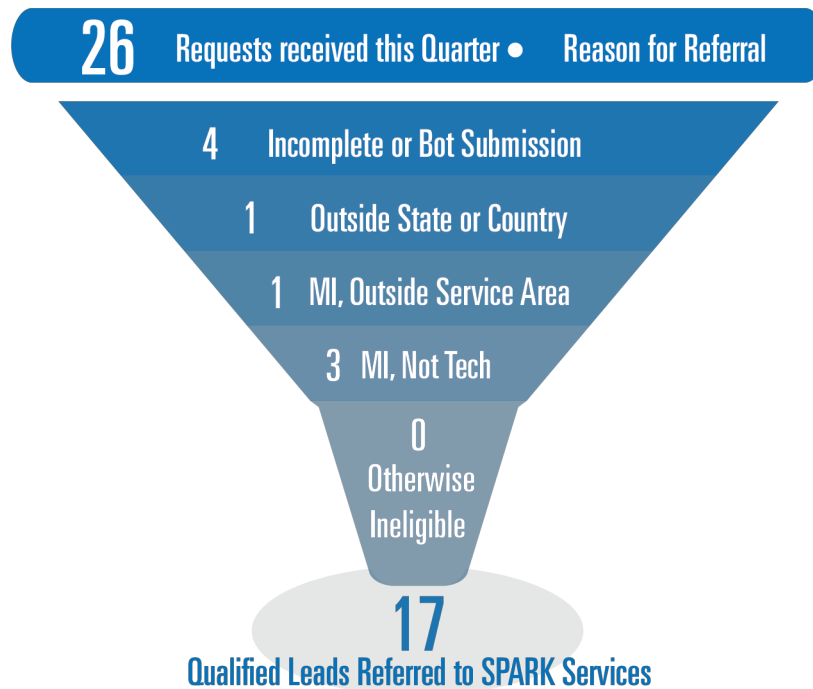 26 Requests received this Quarter • Reason for Referral
4 Incomplete or Bot Submission
1 Outside State or Country
1 MI, Outside Service Area
3 MI, Not Tech
0
Otherwise
Ineligible
17
Qualified Leads Referred to SPARK Services